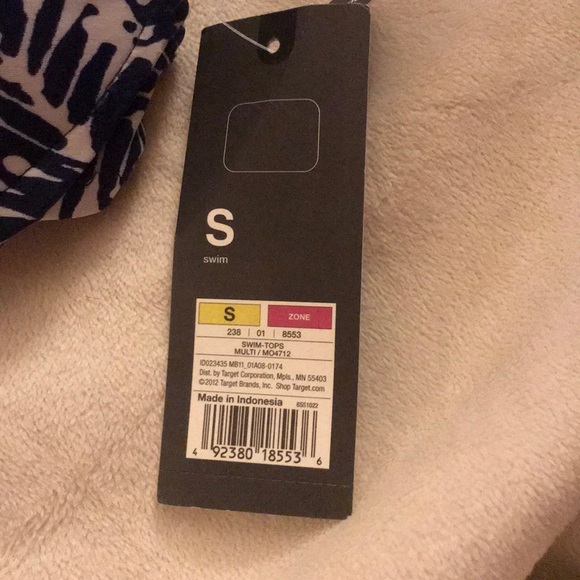 S
swim
S ZONE
238 | 01 | 8553
SWIM-TOPS
MULTI / MO4712
ID023435 MB11_01A08-0174
Dist. by Target Corporation, Mpls., MN 55403
©2012 Target Brands, Inc. Shop Target.com
Made in Indonesia 8S51022
4 92380 18553 6